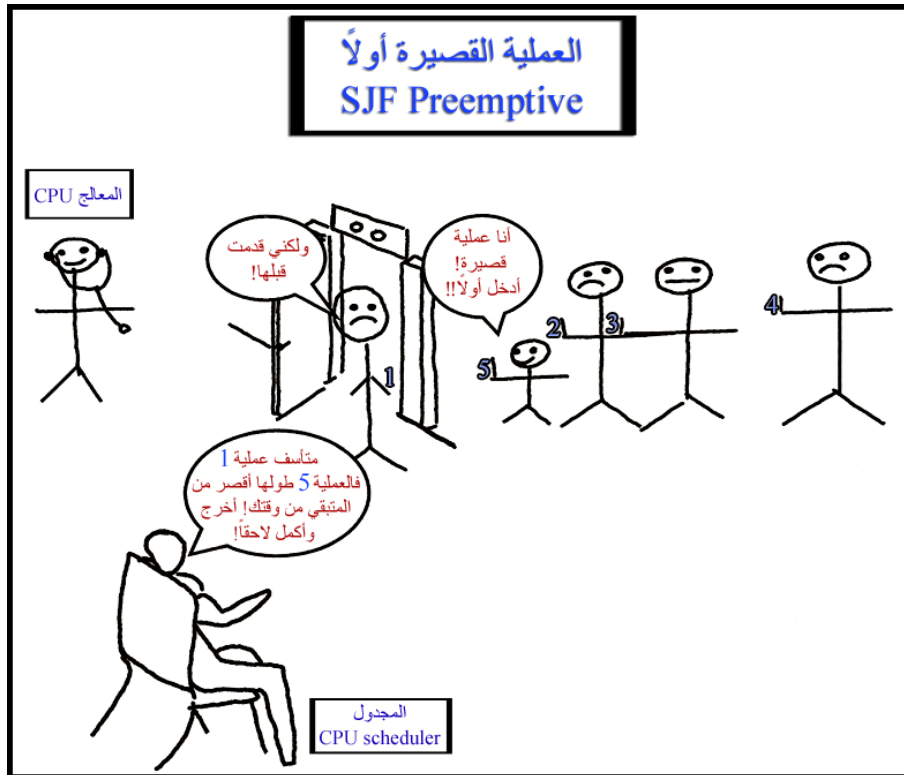 العملية القصيرة أولاً
SJF Preemptive
المعالج CPU
ولكني قدمت
قبلها!
أنا عملية
قصيرة!
أدخل أولاً!!
1
5
2
3
4
متأسف عملية 1
فالعملية 5 طولها أقصر من
المتبقي من وقتك! أخرج
وأكمل لاحقاً!
المجدول
CPU scheduler